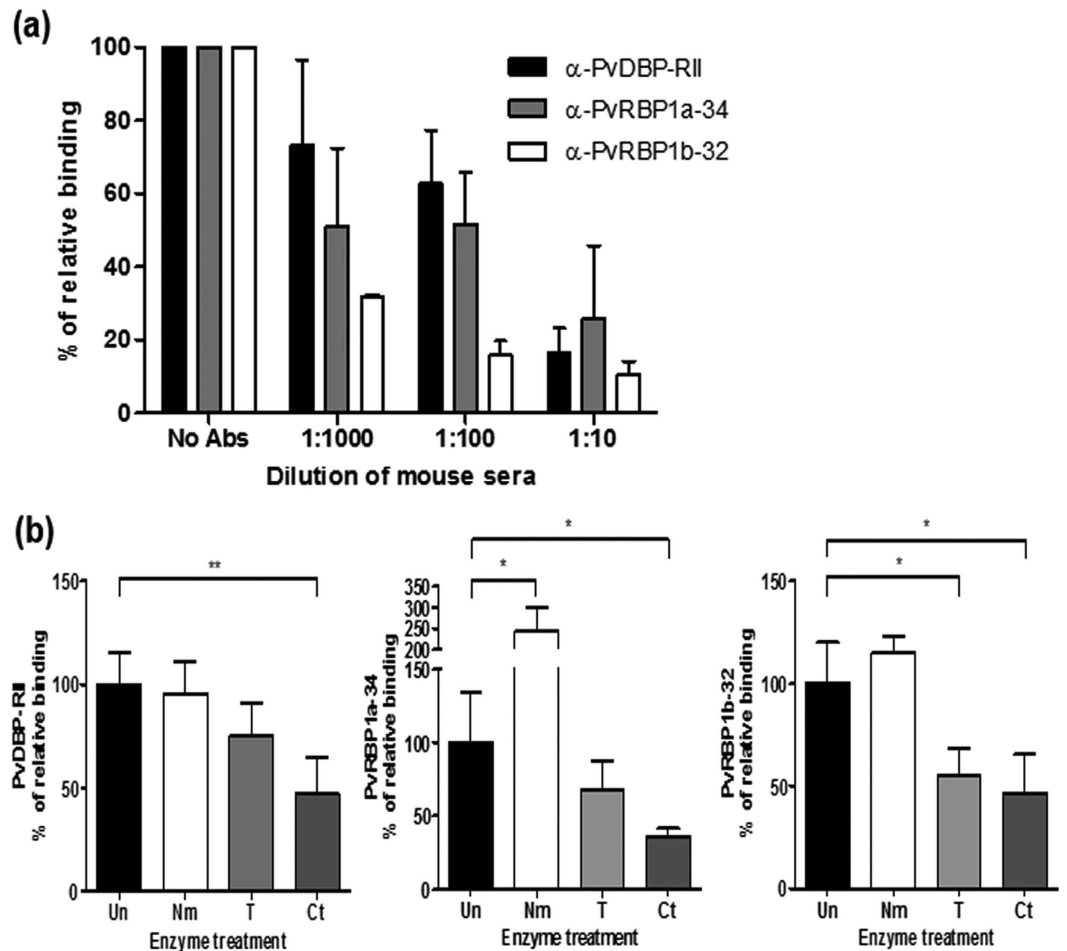 (a)
100
80
60
40
20
0
% of relative binding
α-PvDBP-RII
α-PvRBP1a-34
α-PvRBP1b-32
No Abs 1:1000 1:100 1:10
Dilution of mouse sera
(b)
**
150
100
50
0
PvDBP-RII
% of relative binding
Un Nm T Ct
Enzyme treatment
*
*
350
300
250
200
150
100
50
0
PvRBP1a-34
% of relative binding
Un Nm T Ct
Enzyme treatment
*
*
150
100
50
0
PvRBP1b-32
% of relative binding
Un Nm T Ct
Enzyme treatment